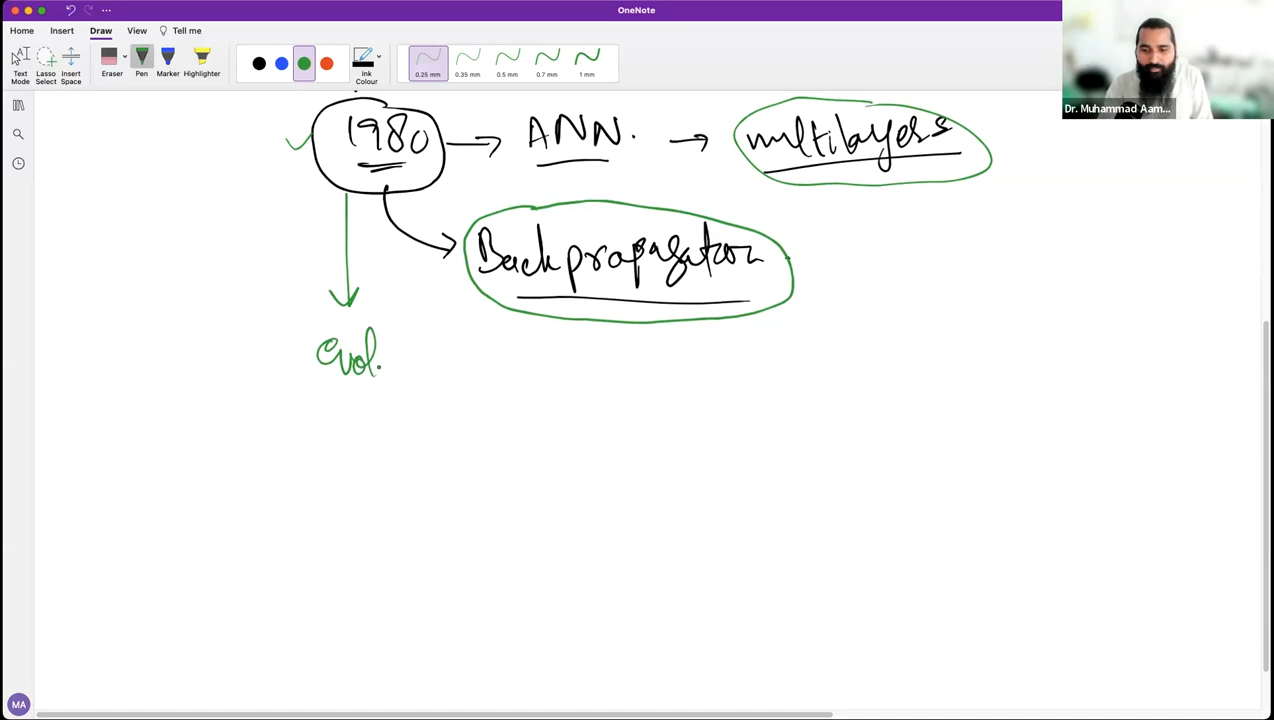 OneNote
Home Insert Draw View Tell me
Text Mode
Lasso Select
Insert Space
Eraser
Pen
Marker
Highlighter
Ink Colour
0.25 mm
0.35 mm
0.5 mm
0.7 mm
1 mm
Dr. Muhammad Aam...
1980 → ANN. → multilayers
Backpropagation
evol.
MA